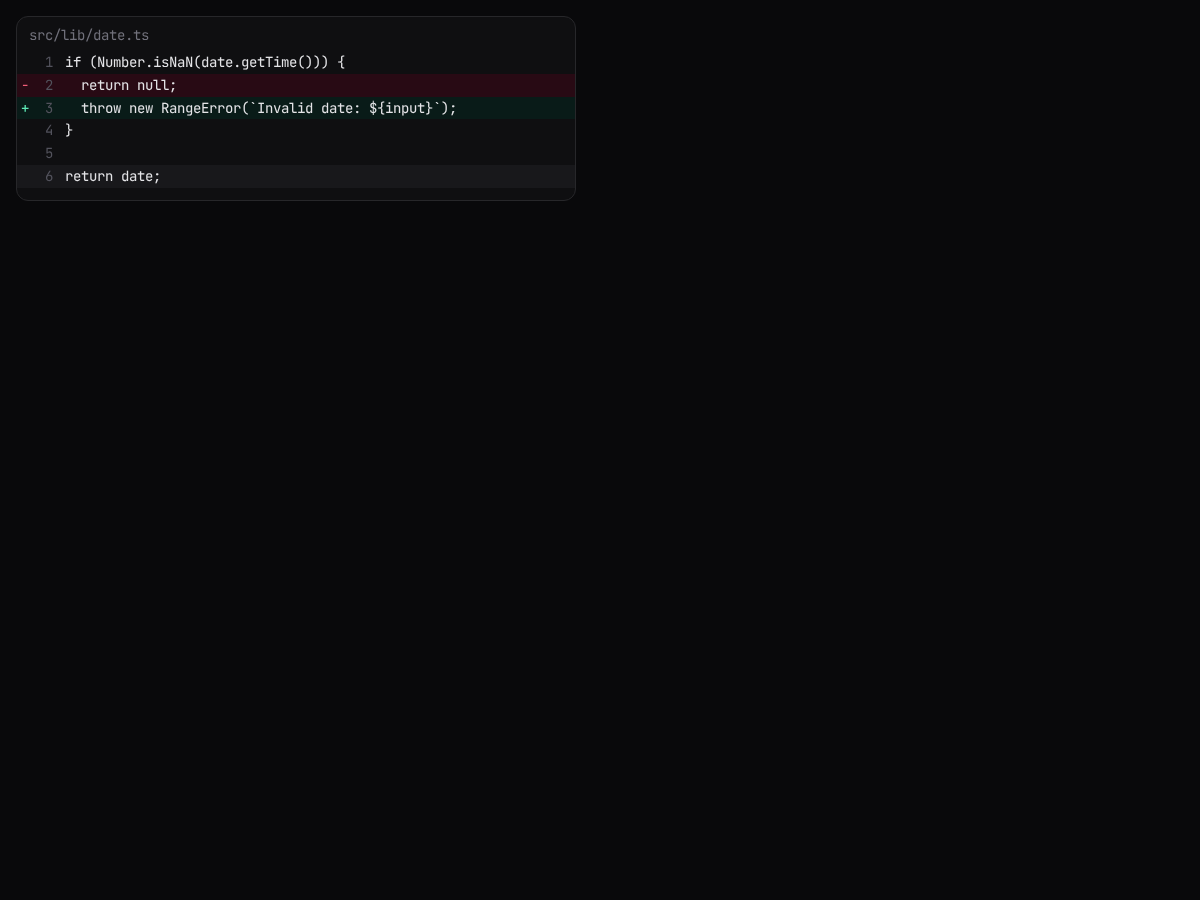 src/lib/date.ts
1 if (Number.isNaN(date.getTime())) {
- 2   return null;
+ 3   throw new RangeError(`Invalid date: ${input}`);
4 }
5
6 return date;